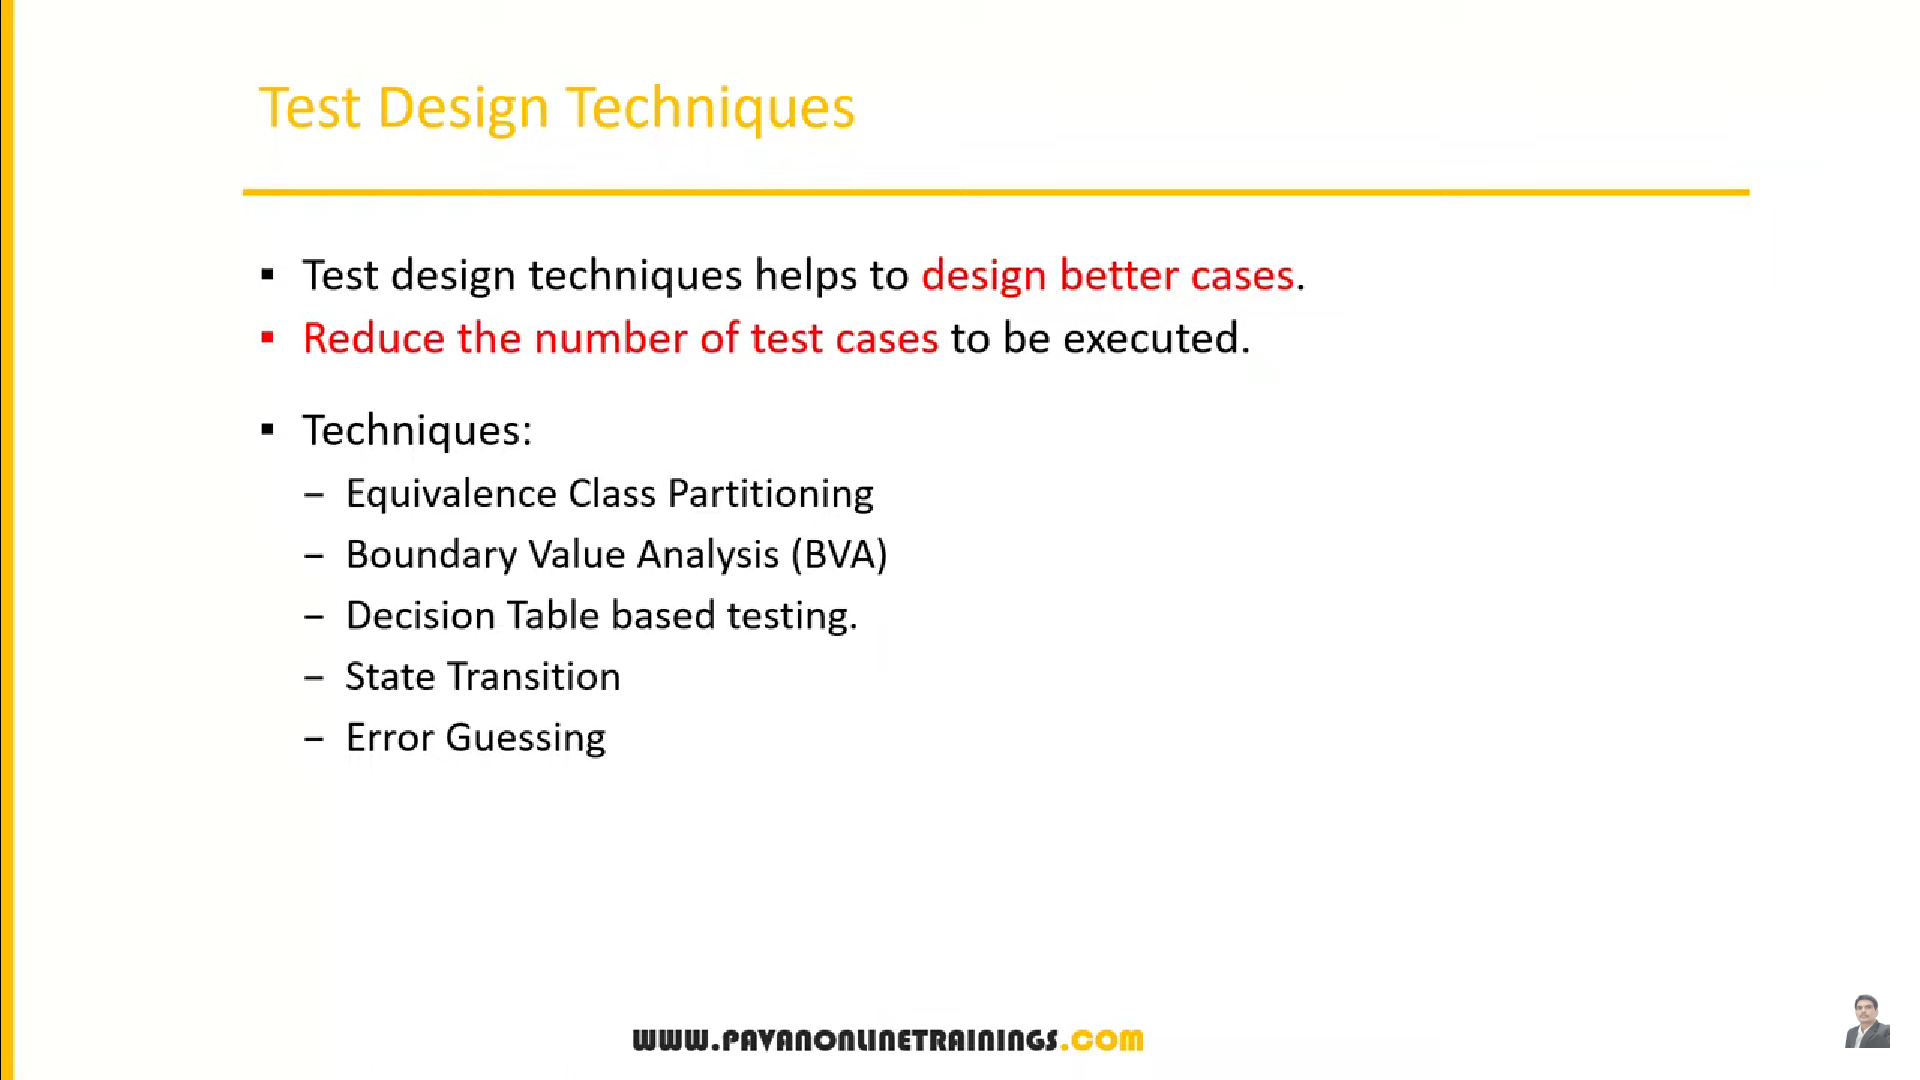 Test Design Techniques
▪ Test design techniques helps to design better cases.
▪ Reduce the number of test cases to be executed.
▪ Techniques:
– Equivalence Class Partitioning
– Boundary Value Analysis (BVA)
– Decision Table based testing.
– State Transition
– Error Guessing
WWW.PAVANONLINETRAININGS.COM